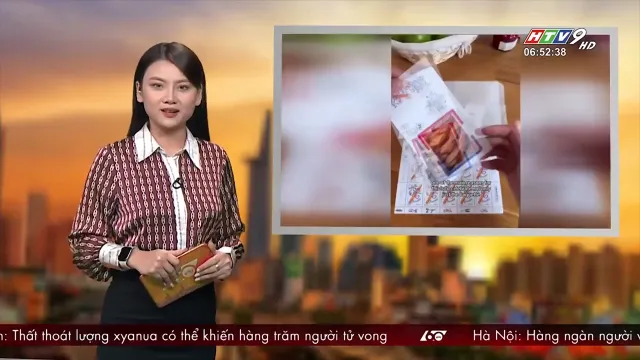 HTV9 HD
06:52:38
n: Thất thoát lượng xyanua có thể khiến hàng trăm người tử vong
60
Hà Nội: Hàng ngàn người v